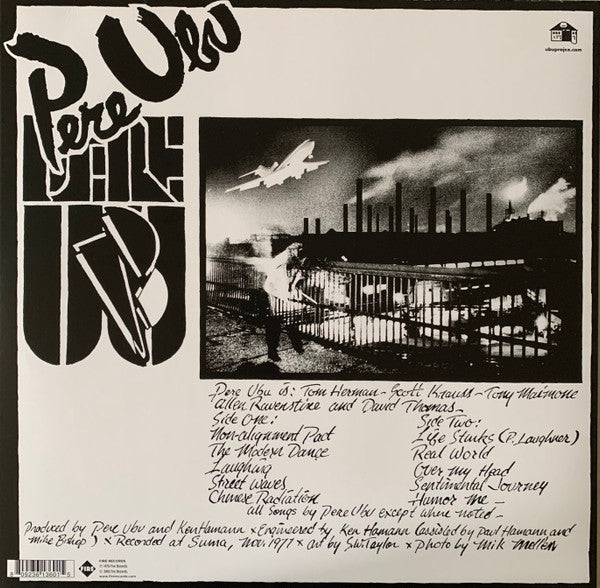 Pere Ubu
ubuprojex.com
Pere Ubu is: Tom Herman - Scott Krauss - Tony Maimone
Allen Ravenstine and David Thomas -
Side One:
Non-alignment Pact
The Modern Dance
Laughing
Street Waves
Chinese Radiation
Side Two:
Life Stinks (P. Laughner)
Real World
Over my Head
Sentimental Journey
Humor me -
all songs by Pere Ubu except where noted -
Produced by Pere Ubu and Ken Hamann x Engineered by Ken Hamann (assisted by Paul Hamann and
Mike Bishop) x Recorded at Suma, Nov. 1977 x art by S.W. Taylor x photo by Mik Mellen
FIRE
FIRE RECORDS
www.firerecords.com